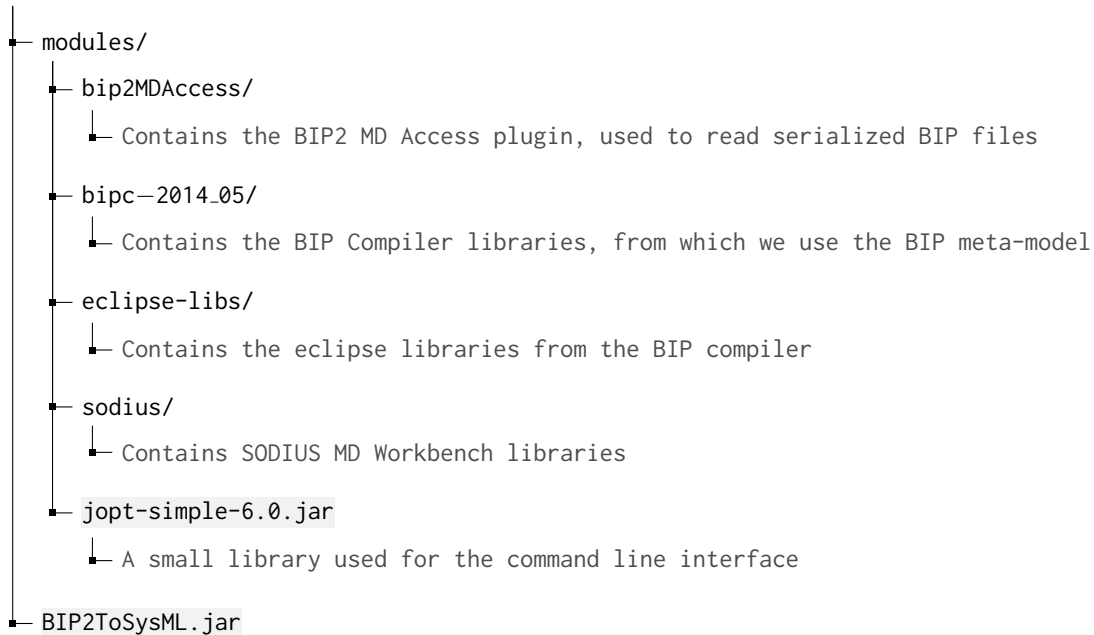 modules/
bip2MDAccess/
Contains the BIP2 MD Access plugin, used to read serialized BIP files
bipc-2014_05/
Contains the BIP Compiler libraries, from which we use the BIP meta-model
eclipse-libs/
Contains the eclipse libraries from the BIP compiler
sodius/
Contains SODIUS MD Workbench libraries
jopt-simple-6.0.jar
A small library used for the command line interface
BIP2ToSysML.jar